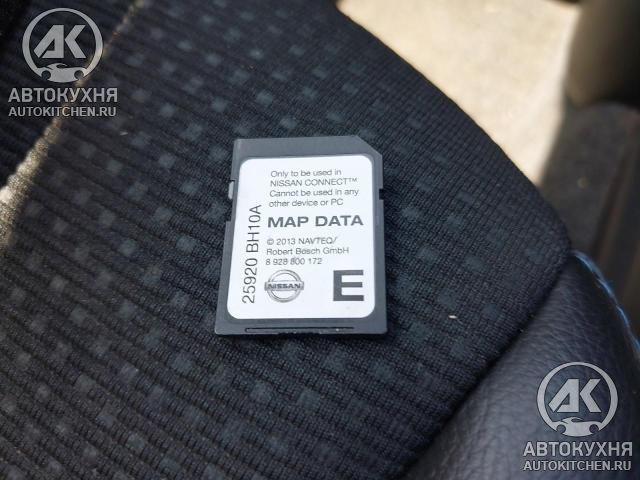 АВТОКУХНЯ
AUTOKITCHEN.RU
Only to be used in
NISSAN CONNECT™
Cannot be used in any
other device or PC
MAP DATA
© 2013 NAVTEQ/
Robert Bosch GmbH
8 928 800 172
25920 BH10A
NISSAN
E
АК
АВТОКУХНЯ
AUTOKITCHEN.RU
АК